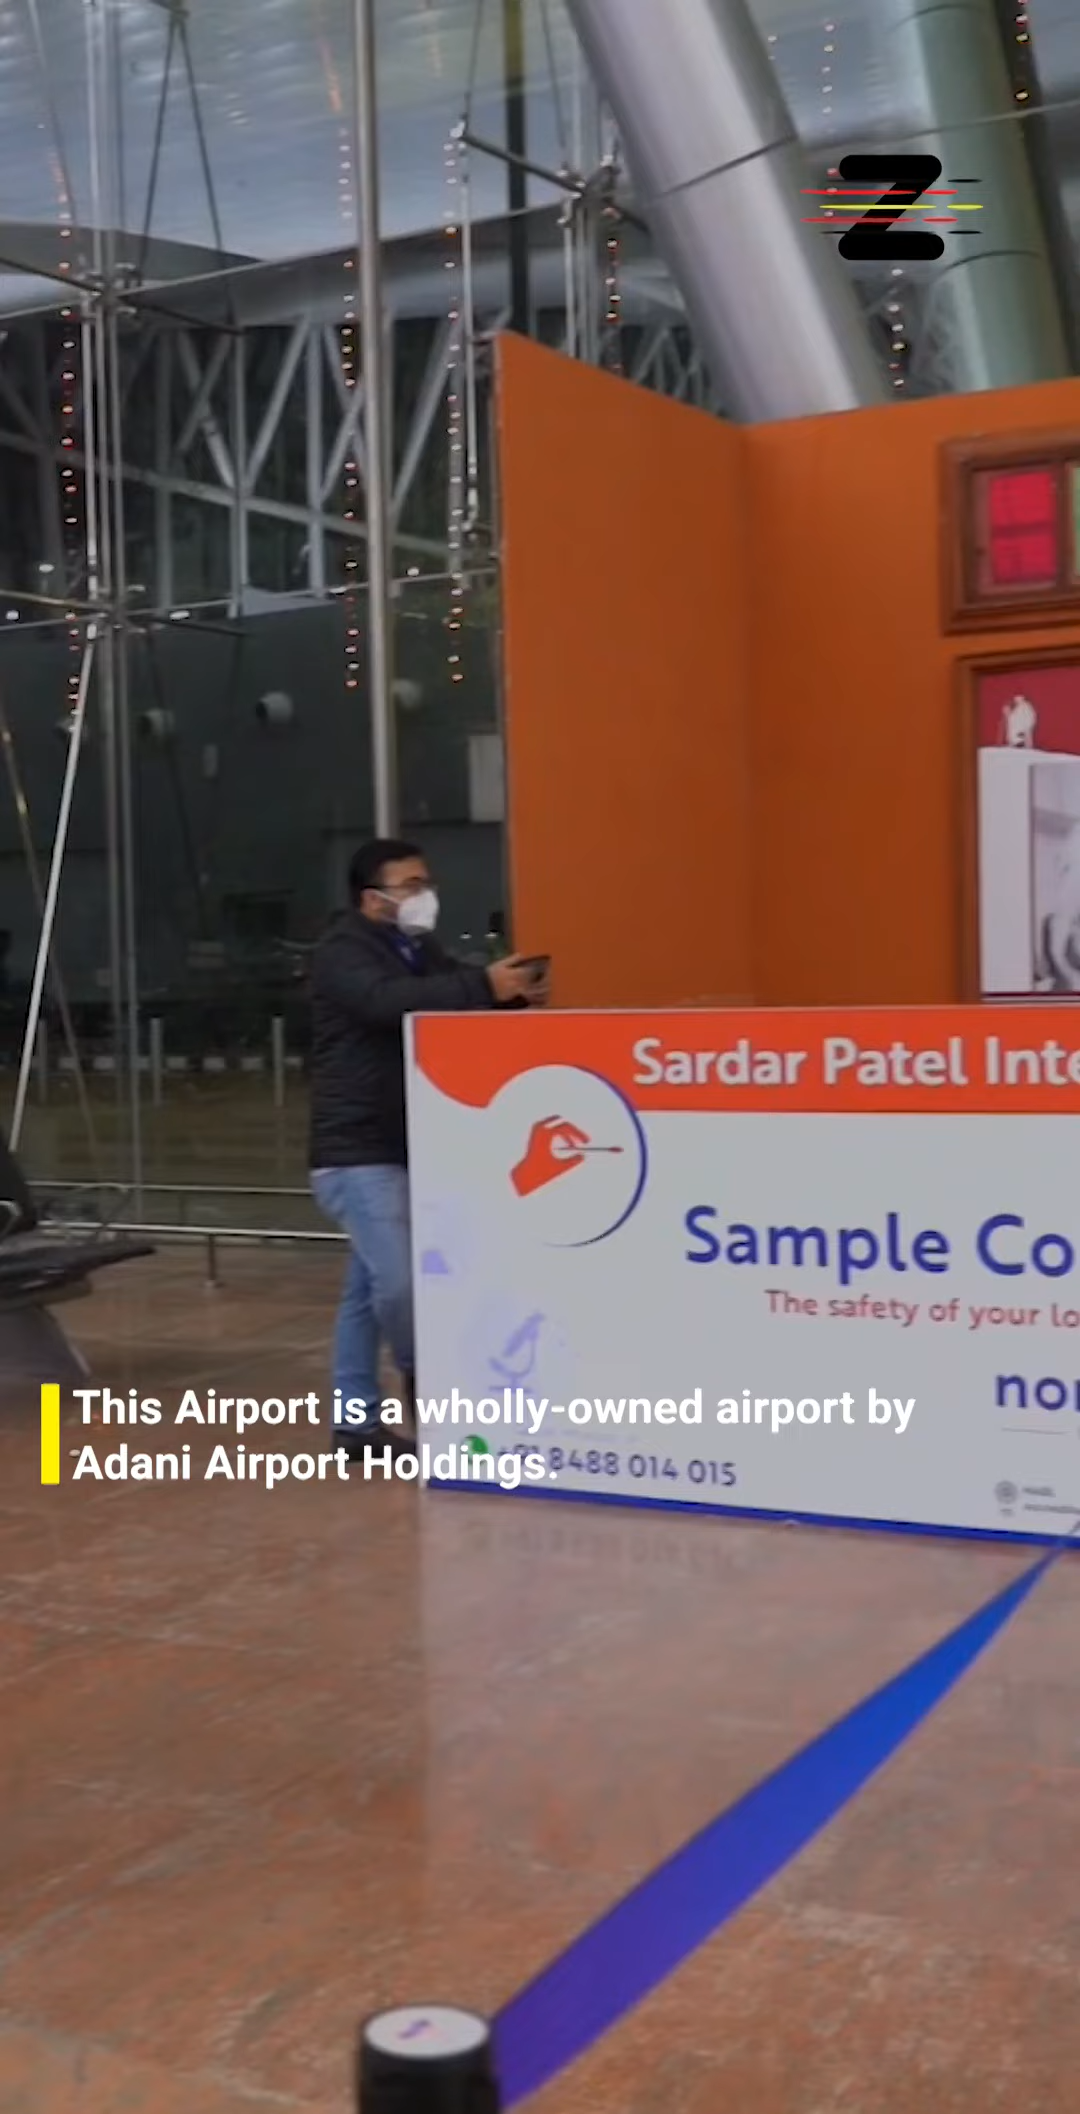 Z
Sardar Patel Inte
Sample Co
The safety of your lo
nor
This Airport is a wholly-owned airport by
Adani Airport Holdings.
8488 014 015